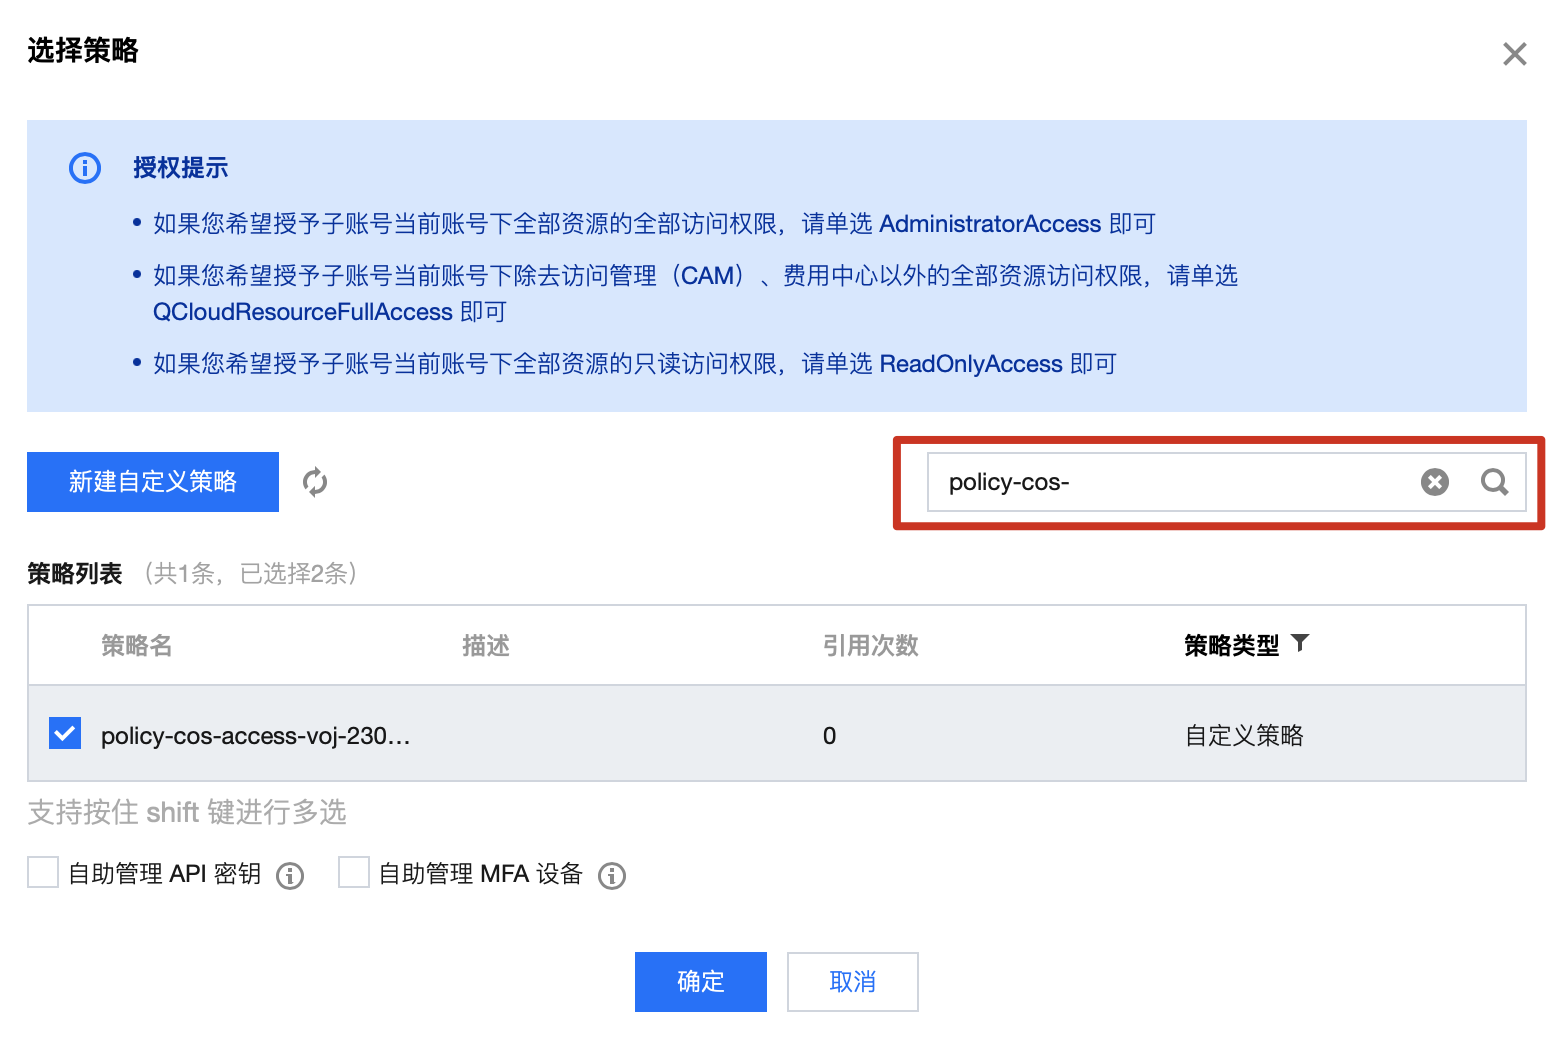 选择策略
授权提示
• 如果您希望授予子账号当前账号下全部资源的全部访问权限，请单选 AdministratorAccess 即可
• 如果您希望授予子账号当前账号下除去访问管理（CAM）、费用中心以外的全部资源访问权限，请单选
QCloudResourceFullAccess 即可
• 如果您希望授予子账号当前账号下全部资源的只读访问权限，请单选 ReadOnlyAccess 即可
新建自定义策略 policy-cos-
策略列表 （共1条，已选择2条）
策略名 描述 引用次数 策略类型
policy-cos-access-voj-230... 0 自定义策略
支持按住 shift 键进行多选
自助管理 API 密钥 自助管理 MFA 设备
确定 取消